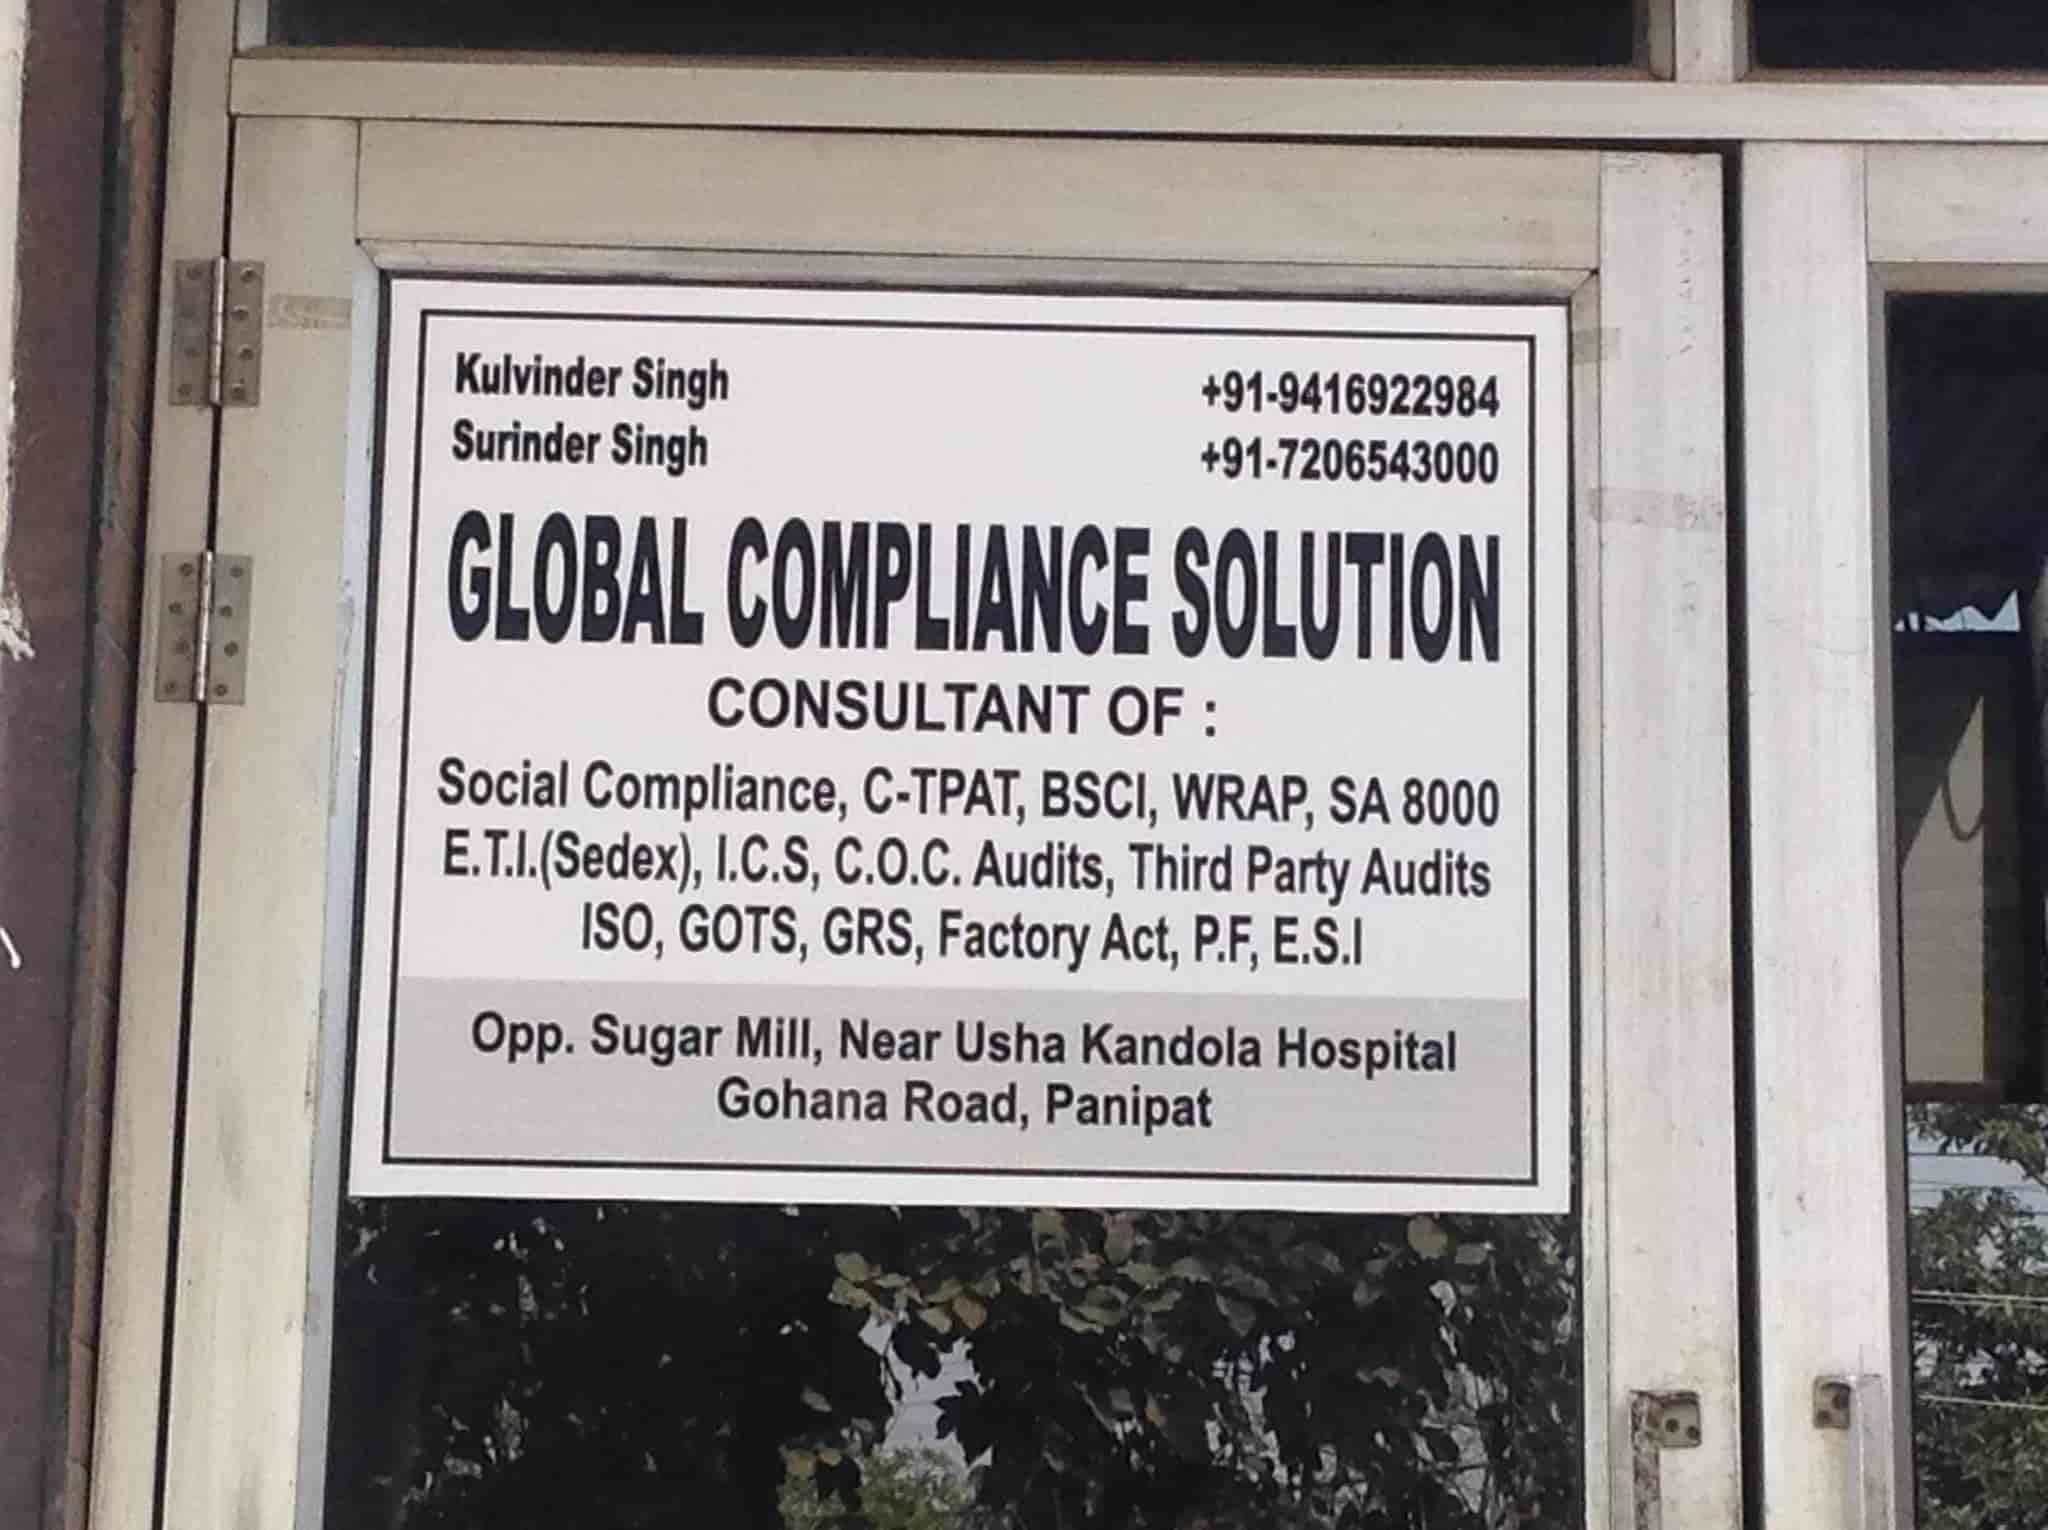 Kulvinder Singh +91-9416922984
Surinder Singh +91-7206543000
GLOBAL COMPLIANCE SOLUTION
CONSULTANT OF :
Social Compliance, C-TPAT, BSCI, WRAP, SA 8000
E.T.I.(Sedex), I.C.S, C.O.C. Audits, Third Party Audits
ISO, GOTS, GRS, Factory Act, P.F, E.S.I
Opp. Sugar Mill, Near Usha Kandola Hospital
Gohana Road, Panipat